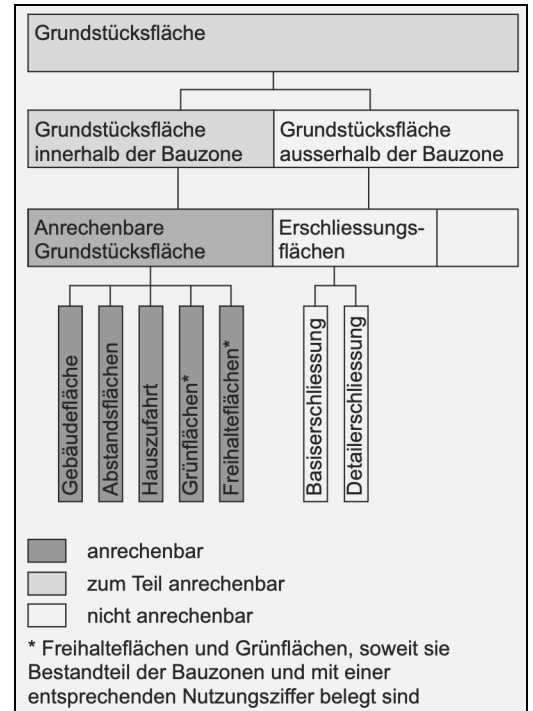 Grundstücksfläche
Grundstücksfläche
innerhalb der Bauzone
Grundstücksfläche
ausserhalb der Bauzone
Anrechenbare
Grundstücksfläche
Erschliessungs-
flächen
Gebäudefläche
Abstandsflächen
Hauszufahrt
Grünflächen*
Freihalteflächen*
Basiserschliessung
Detailerschliessung
anrechenbar
zum Teil anrechenbar
nicht anrechenbar
* Freihalteflächen und Grünflächen, soweit sie
Bestandteil der Bauzonen und mit einer
entsprechenden Nutzungsziffer belegt sind